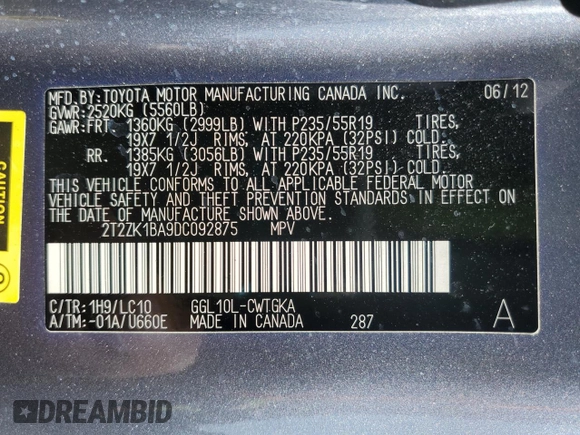 MFD.BY:TOYOTA MOTOR MANUFACTURING CANADA INC. 06/12
GVWR:2520KG (5560LB)
GAWR:FRT. 1360KG (2999LB) WITH P235/55R19 TIRES,
19X7 1/2J RIMS, AT 220KPA (32PSI) COLD.
RR. 1385KG (3056LB) WITH P235/55R19 TIRES,
19X7 1/2J RIMS, AT 220KPA (32PSI) COLD.
THIS VEHICLE CONFORMS TO ALL APPLICABLE FEDERAL MOTOR
VEHICLE SAFETY AND THEFT PREVENTION STANDARDS IN EFFECT ON
THE DATE OF MANUFACTURE SHOWN ABOVE.
2T2ZK1BA9DC092875 MPV
C/TR:1H9/LC10 GGL10L-CWTGKA
A/TM:-01A/U660E MADE IN CANADA 287 A
CAUTION
DREAMBID